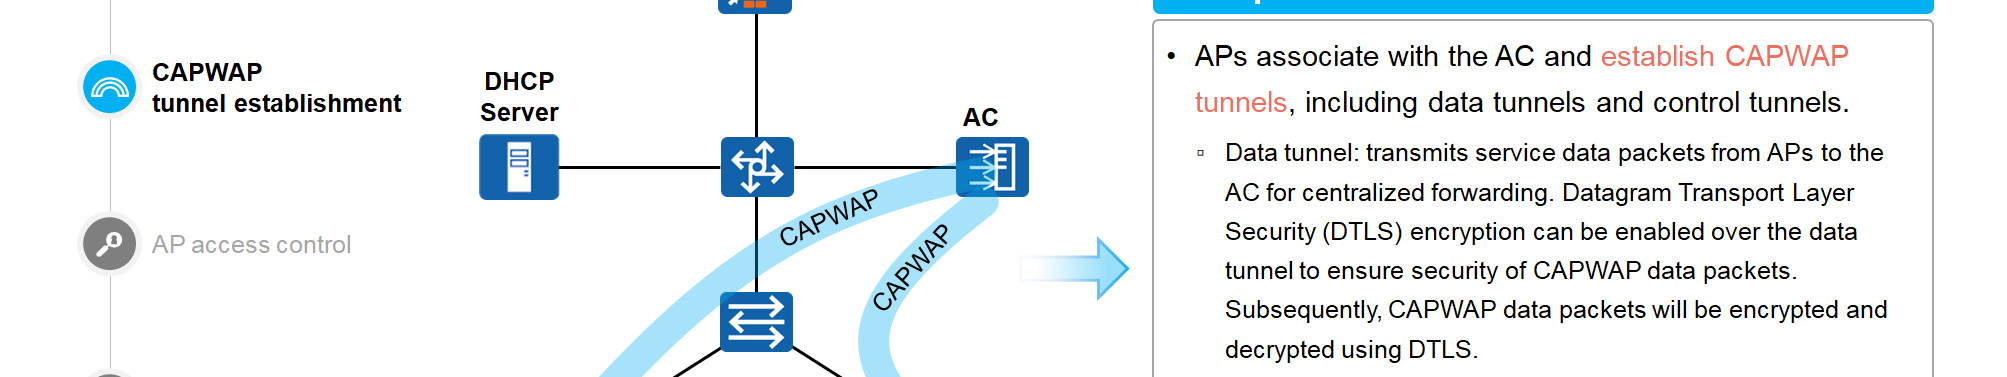 CAPWAP
tunnel establishment
AP access control
DHCP
Server
AC
CAPWAP
CAPWAP
• APs associate with the AC and establish CAPWAP
tunnels, including data tunnels and control tunnels.
▫ Data tunnel: transmits service data packets from APs to the
AC for centralized forwarding. Datagram Transport Layer
Security (DTLS) encryption can be enabled over the data
tunnel to ensure security of CAPWAP data packets.
Subsequently, CAPWAP data packets will be encrypted and
decrypted using DTLS.